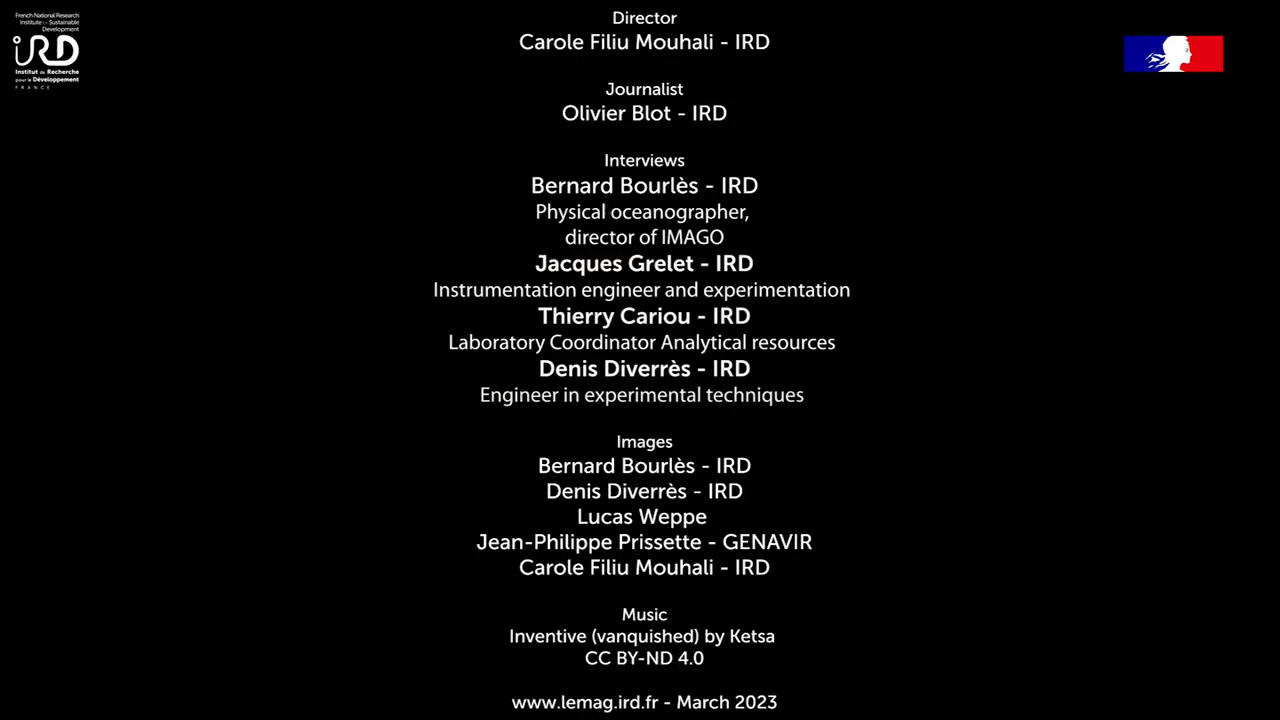 French National Research
Institute for Sustainable
Development
IRD
Institut de Recherche
pour le Développement
FRANCE
Director
Carole Filiu Mouhali - IRD
Journalist
Olivier Blot - IRD
Interviews
Bernard Bourlès - IRD
Physical oceanographer,
director of IMAGO
Jacques Grelet - IRD
Instrumentation engineer and experimentation
Thierry Cariou - IRD
Laboratory Coordinator Analytical resources
Denis Diverrès - IRD
Engineer in experimental techniques
Images
Bernard Bourlès - IRD
Denis Diverrès - IRD
Lucas Weppe
Jean-Philippe Prissette - GENAVIR
Carole Filiu Mouhali - IRD
Music
Inventive (vanquished) by Ketsa
CC BY-ND 4.0
www.lemag.ird.fr - March 2023